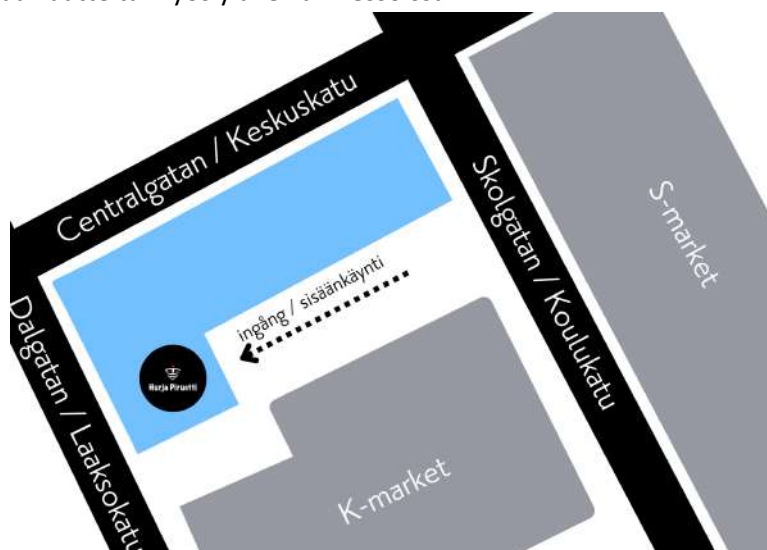 Centralgatan / Keskuskatu
Skolgatan / Koulukatu
S-market
ingång / sisäänkäynti
Dalgatan / Laaksokatu
Hurja Piruetti
K-market